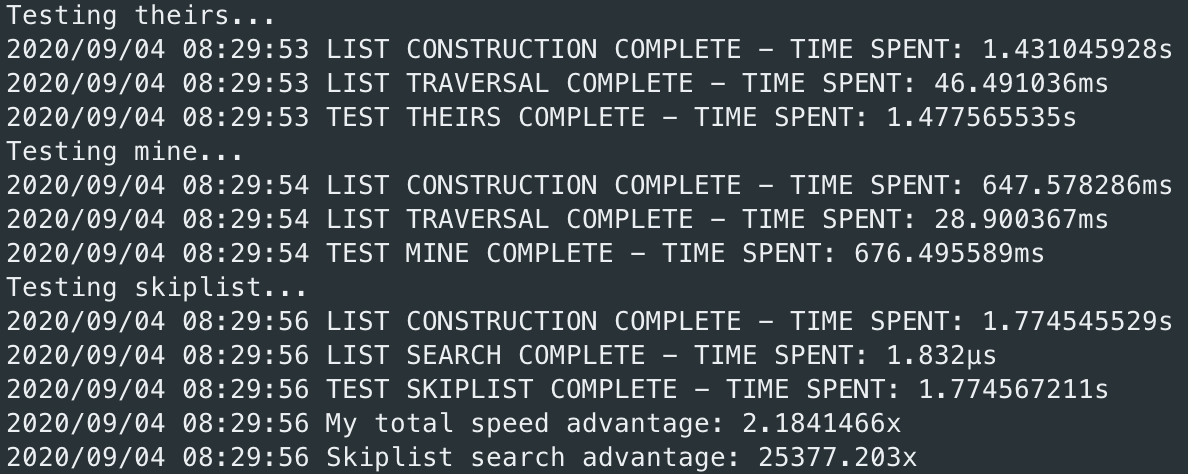 Testing theirs...
2020/09/04 08:29:53 LIST CONSTRUCTION COMPLETE – TIME SPENT: 1.431045928s
2020/09/04 08:29:53 LIST TRAVERSAL COMPLETE – TIME SPENT: 46.491036ms
2020/09/04 08:29:53 TEST THEIRS COMPLETE – TIME SPENT: 1.477565535s
Testing mine...
2020/09/04 08:29:54 LIST CONSTRUCTION COMPLETE – TIME SPENT: 647.578286ms
2020/09/04 08:29:54 LIST TRAVERSAL COMPLETE – TIME SPENT: 28.900367ms
2020/09/04 08:29:54 TEST MINE COMPLETE – TIME SPENT: 676.495589ms
Testing skiplist...
2020/09/04 08:29:56 LIST CONSTRUCTION COMPLETE – TIME SPENT: 1.774545529s
2020/09/04 08:29:56 LIST SEARCH COMPLETE – TIME SPENT: 1.832µs
2020/09/04 08:29:56 TEST SKIPLIST COMPLETE – TIME SPENT: 1.774567211s
2020/09/04 08:29:56 My total speed advantage: 2.1841466x
2020/09/04 08:29:56 Skiplist search advantage: 25377.203x